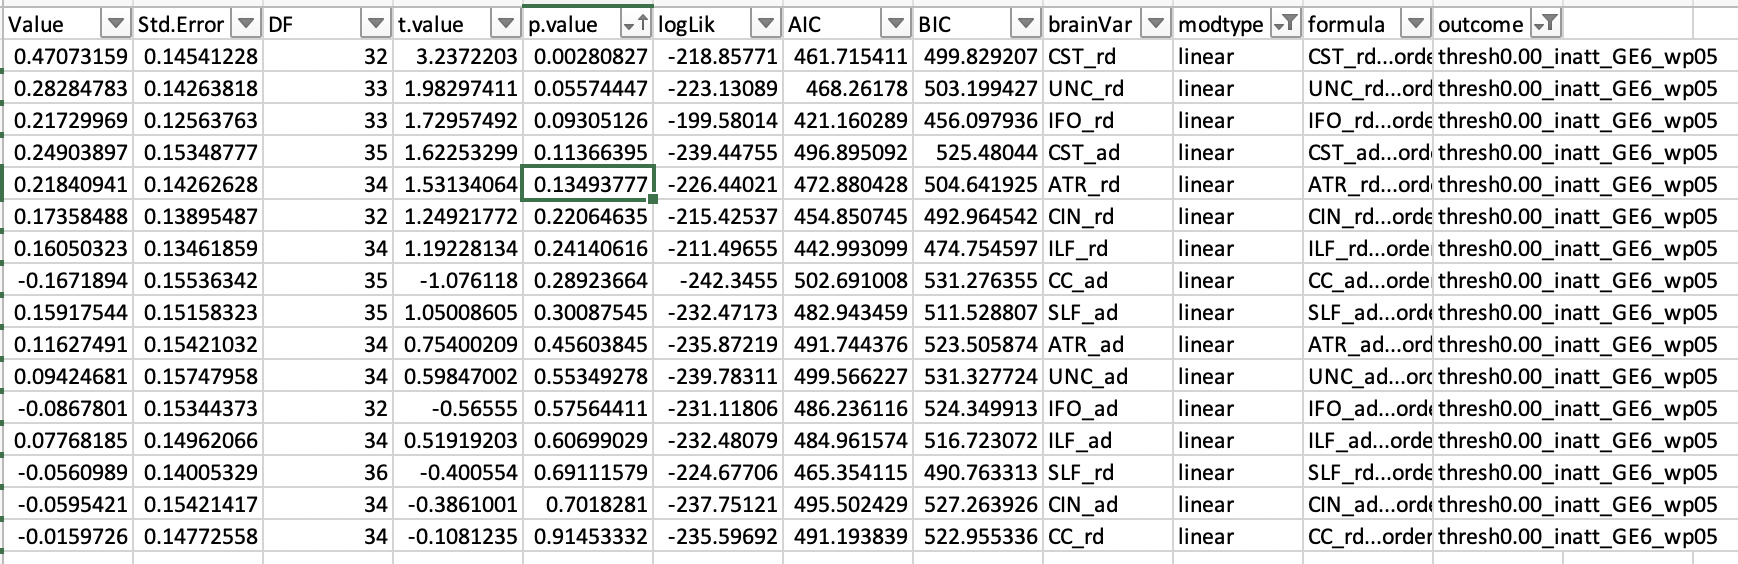 Value Std.Error DF t.value p.value logLik AIC BIC brainVar modtype formula outcome
0.47073159 0.14541228 32 3.2372203 0.00280827 -218.85771 461.715411 499.829207 CST_rd linear CST_rd...orde thresh0.00_inatt_GE6_wp05
0.28284783 0.14263818 33 1.98297411 0.05574447 -223.13089 468.26178 503.199427 UNC_rd linear UNC_rd...ord thresh0.00_inatt_GE6_wp05
0.21729969 0.12563763 33 1.72957492 0.09305126 -199.58014 421.160289 456.097936 IFO_rd linear IFO_rd...orde thresh0.00_inatt_GE6_wp05
0.24903897 0.15348777 35 1.62253299 0.11366395 -239.44755 496.895092 525.48044 CST_ad linear CST_ad...ord thresh0.00_inatt_GE6_wp05
0.21840941 0.14262628 34 1.53134064 0.13493777 -226.44021 472.880428 504.641925 ATR_rd linear ATR_rd...ord thresh0.00_inatt_GE6_wp05
0.17358488 0.13895487 32 1.24921772 0.22064635 -215.42537 454.850745 492.964542 CIN_rd linear CIN_rd...orde thresh0.00_inatt_GE6_wp05
0.16050323 0.13461859 34 1.19228134 0.24140616 -211.49655 442.993099 474.754597 ILF_rd linear ILF_rd...order thresh0.00_inatt_GE6_wp05
-0.1671894 0.15536342 35 -1.076118 0.28923664 -242.3455 502.691008 531.276355 CC_ad linear CC_ad...order thresh0.00_inatt_GE6_wp05
0.15917544 0.15158323 35 1.05008605 0.30087545 -232.47173 482.943459 511.528807 SLF_ad linear SLF_ad...orde thresh0.00_inatt_GE6_wp05
0.11627491 0.15421032 34 0.75400209 0.45603845 -235.87219 491.744376 523.505874 ATR_ad linear ATR_ad...ord thresh0.00_inatt_GE6_wp05
0.09424681 0.15747958 34 0.59847002 0.55349278 -239.78311 499.566227 531.327724 UNC_ad linear UNC_ad...ord thresh0.00_inatt_GE6_wp05
-0.0867801 0.15344373 32 -0.56555 0.57564411 -231.11806 486.236116 524.349913 IFO_ad linear IFO_ad...orde thresh0.00_inatt_GE6_wp05
0.07768185 0.14962066 34 0.51919203 0.60699029 -232.48079 484.961574 516.723072 ILF_ad linear ILF_ad...orde thresh0.00_inatt_GE6_wp05
-0.0560989 0.14005329 36 -0.400554 0.69111579 -224.67706 465.354115 490.763313 SLF_rd linear SLF_rd...orde thresh0.00_inatt_GE6_wp05
-0.0595421 0.15421417 34 -0.3861001 0.7018281 -237.75121 495.502429 527.263926 CIN_ad linear CIN_ad...orde thresh0.00_inatt_GE6_wp05
-0.0159726 0.14772558 34 -0.1081235 0.91453332 -235.59692 491.193839 522.955336 CC_rd linear CC_rd...order thresh0.00_inatt_GE6_wp05